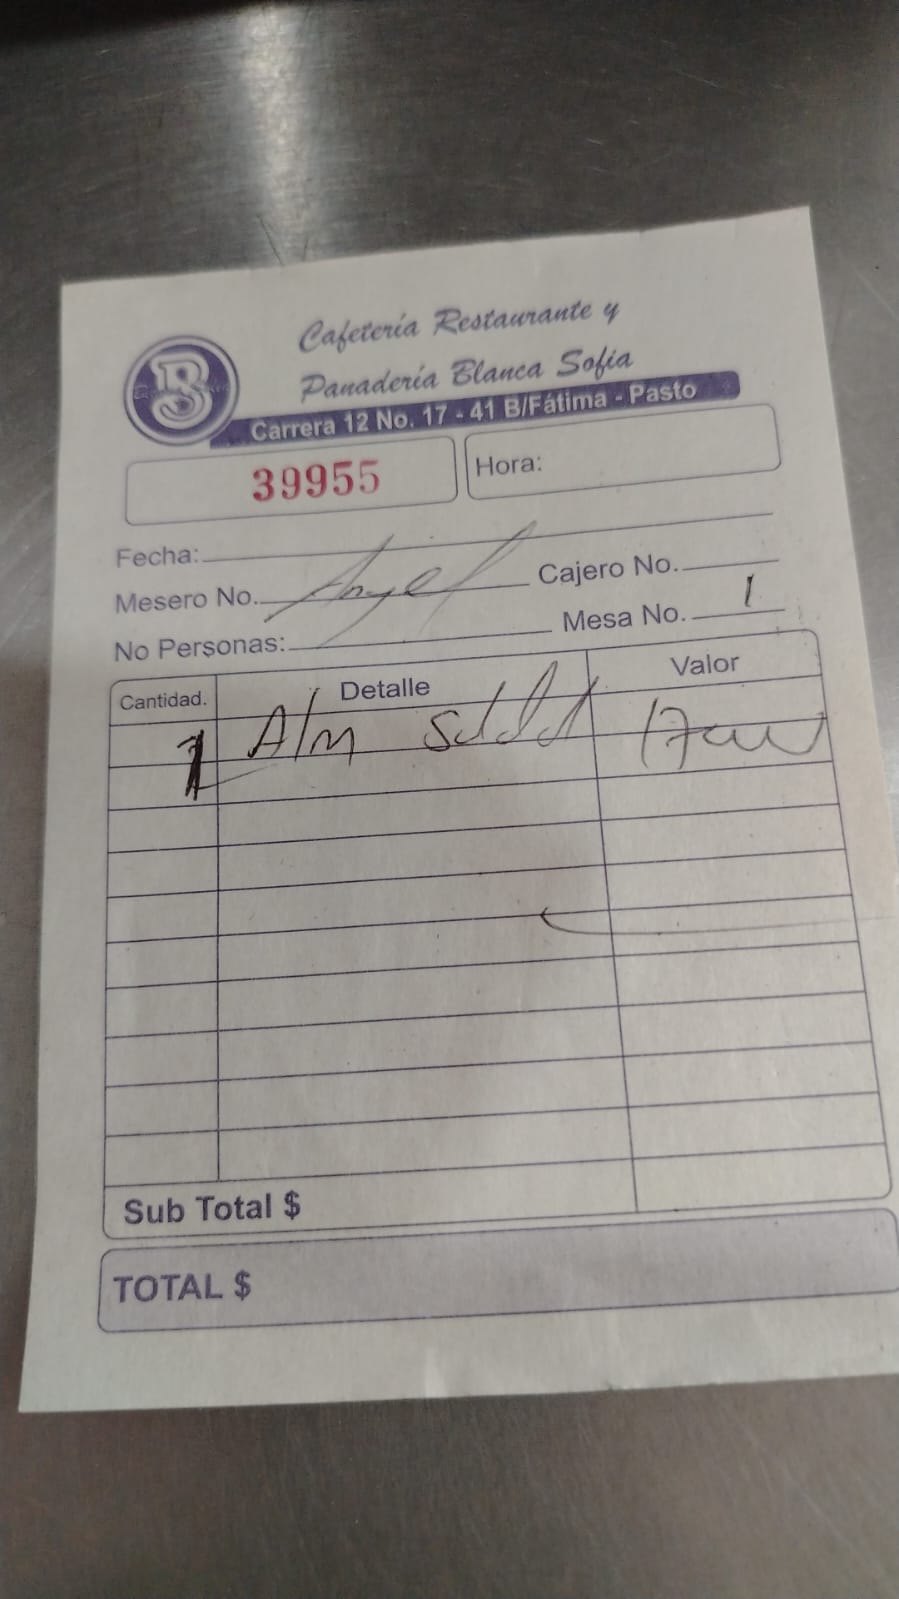 Cafetería Restaurante y
Panadería Blanca Sofía
B
Carrera 12 No. 17 - 41 B/Fátima - Pasto
39955 Hora:
Fecha:
Mesero No. Angel Cajero No.
No Personas: Mesa No. 1
Cantidad. Detalle Valor
1 Alm
Sub Total $
TOTAL $